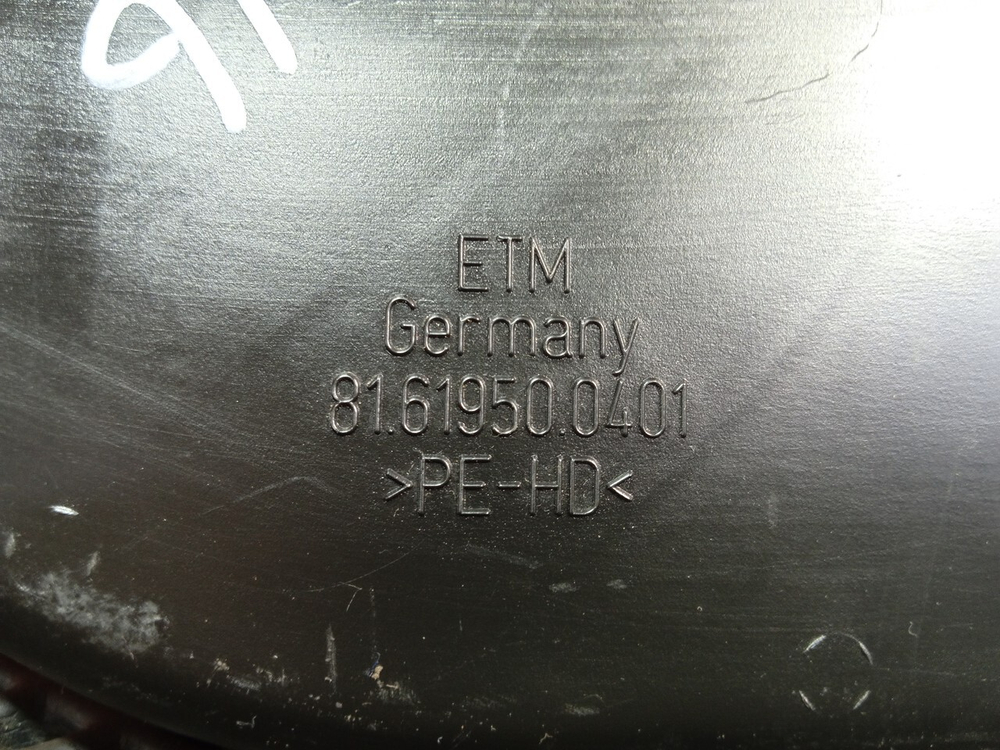 ETM
Germany
81.61950.0401
>PE-HD<